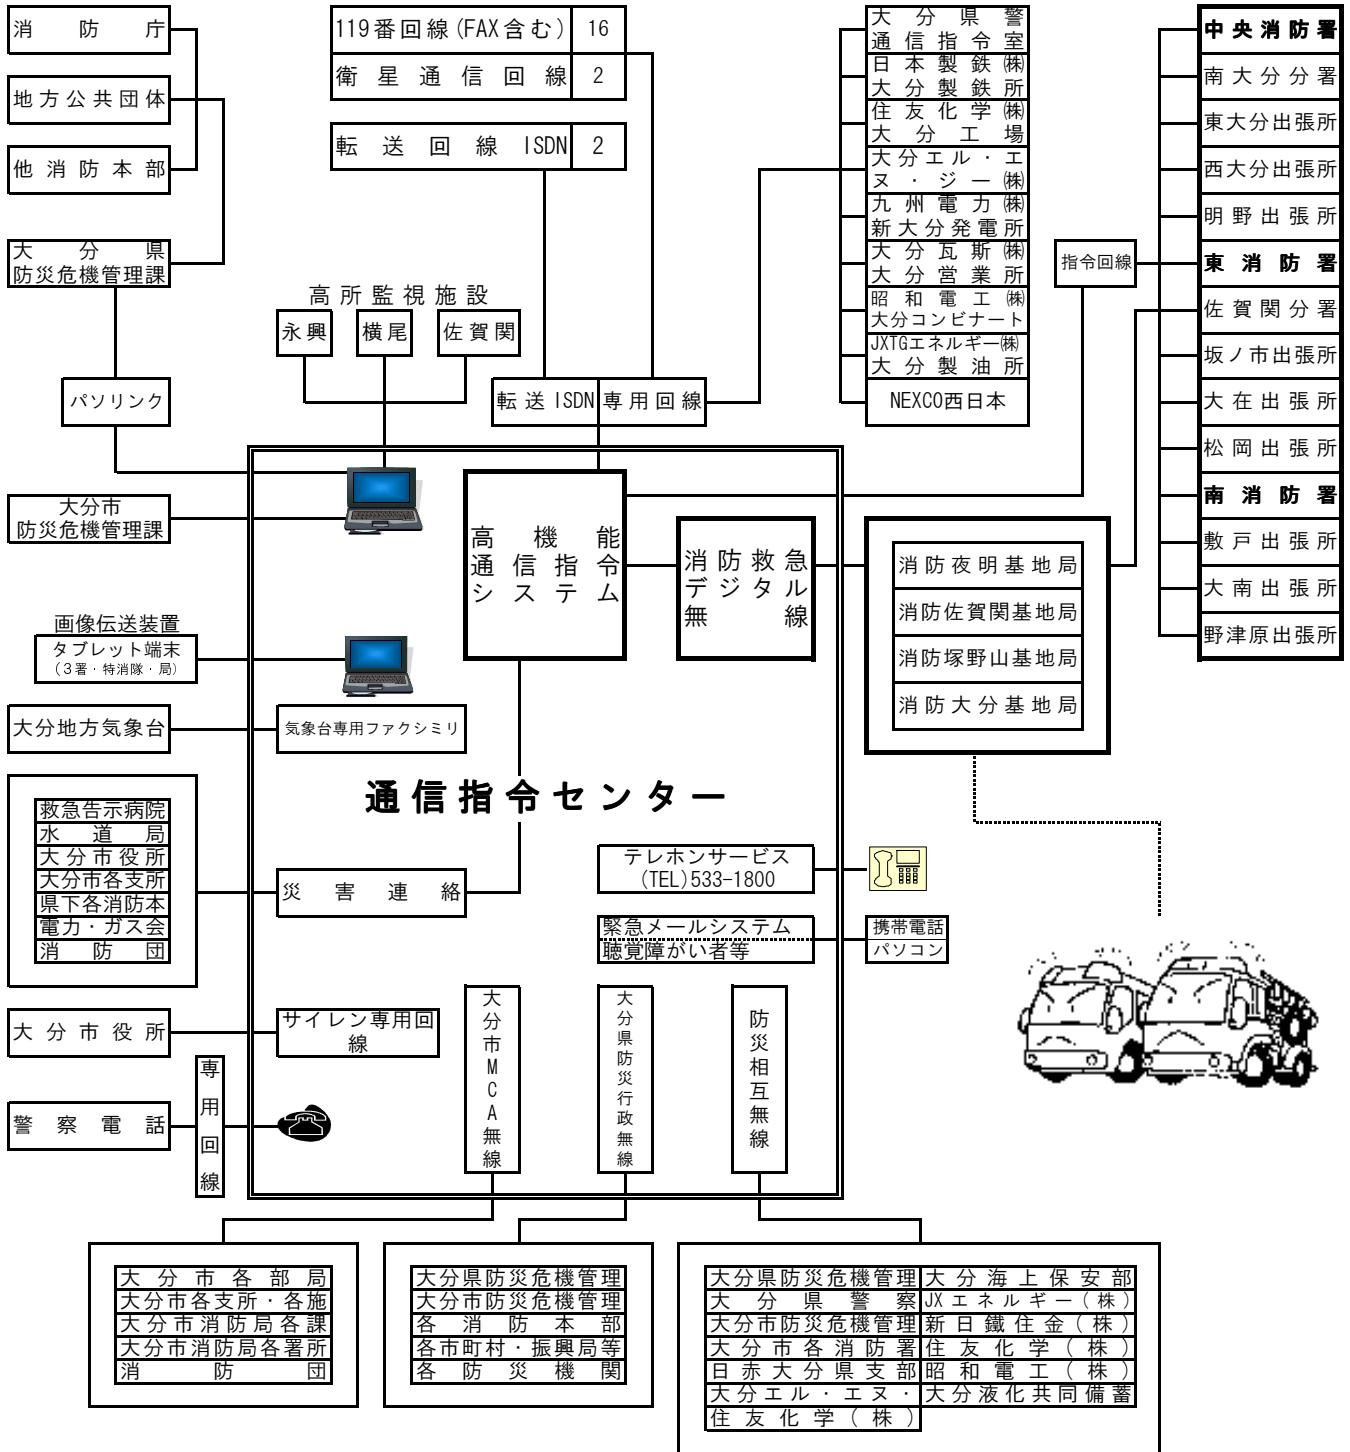 消防庁
地方公共団体
他消防本部
大分県
防災危機管理課
パソリンク
大分市
防災危機管理課
119番回線(FAX含む) 16
衛星通信回線 2
転送回線ISDN 2
高所監視施設
永興
横尾
佐賀関
転送ISDN
専用回線
大分県警
通信指令室
日本製鉄㈱
大分製鉄所
住友化学㈱
大分工場
大分エル・エ
ヌ・ジー㈱
九州電力㈱
新大分発電所
大分瓦斯㈱
大分営業所
昭和電工㈱
大分コンビナート
JXTGエネルギー㈱
大分製油所
NEXCO西日本
指令回線
中央消防署
南大分分署
東大分出張所
西大分出張所
明野出張所
東消防署
佐賀関分署
坂ノ市出張所
大在出張所
松岡出張所
南消防署
敷戸出張所
大南出張所
野津原出張所
高機能
通信指令
システム
消防救急
デジタル
無線
消防夜明基地局
消防佐賀関基地局
消防塚野山基地局
消防大分基地局
画像伝送装置
タブレット端末
(3署・特消隊・局)
大分地方気象台
気象台専用ファクシミリ
通信指令センター
救急告示病院
水道局
大分市役所
大分市各支所
県下各消防本
電力・ガス会
消防団
災害連絡
テレホンサービス
(TEL)533-1800
緊急メールシステム
聴覚障がい者等
携帯電話
パソコン
大分市役所
サイレン専用回
線
警察電話
専用回線
大分市MCA無線
大分県防災行政無線
防災相互無線
大分市各部局
大分市各支所・各施
大分市消防局各課
大分市消防局各署所
消防団
大分県防災危機管理
大分市防災危機管理
各消防本部
各市町村・振興局等
各防災機関
大分県防災危機管理 大分海上保安部
大分県警察 JXエネルギー(株)
大分市防災危機管理 新日鐵住金(株)
大分市各消防署 住友化学(株)
日赤大分県支部 昭和電工(株)
大分エル・エヌ・ 大分液化共同備蓄
住友化学(株)